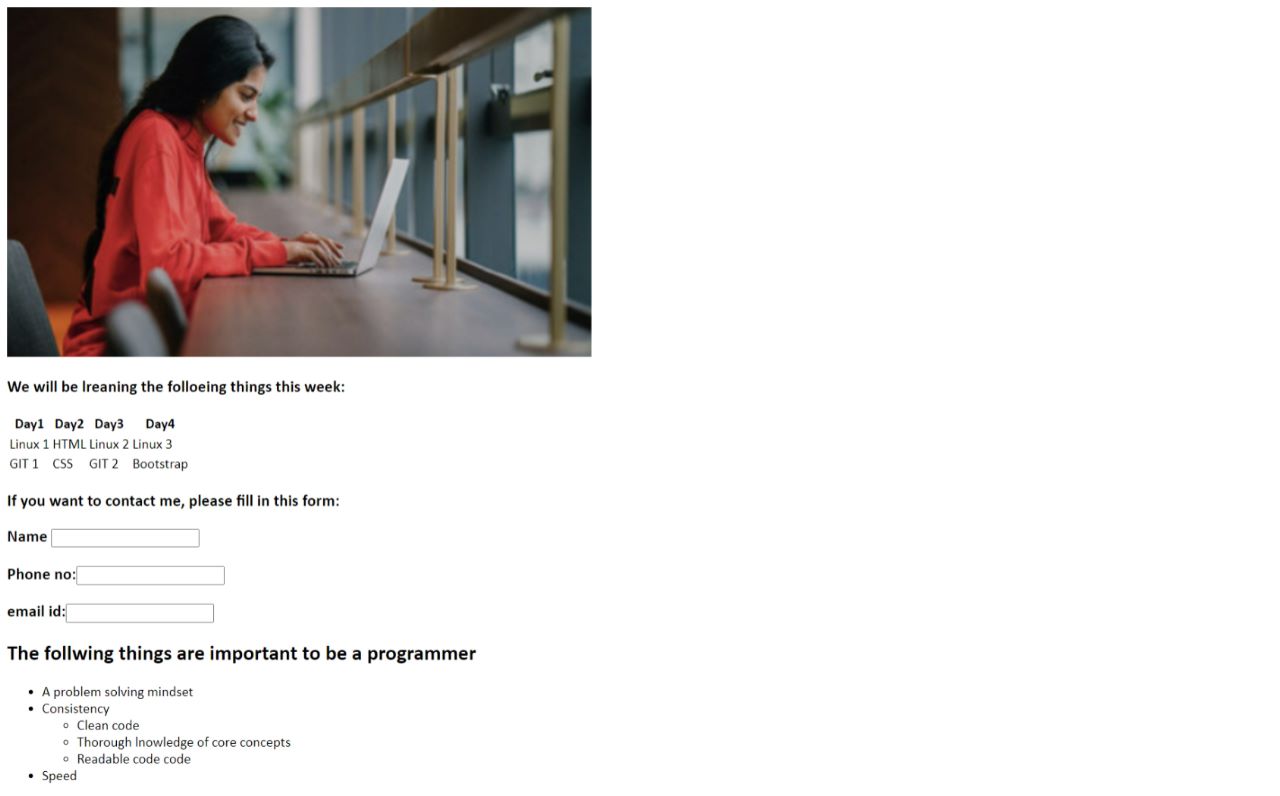 We will be lreaning the folloeing things this week:
Day1 Day2 Day3 Day4
Linux 1 HTML Linux 2 Linux 3
GIT 1 CSS GIT 2 Bootstrap
If you want to contact me, please fill in this form:
Name
Phone no:
email id:
The follwing things are important to be a programmer
A problem solving mindset
Consistency
Clean code
Thorough lnowledge of core concepts
Readable code code
Speed